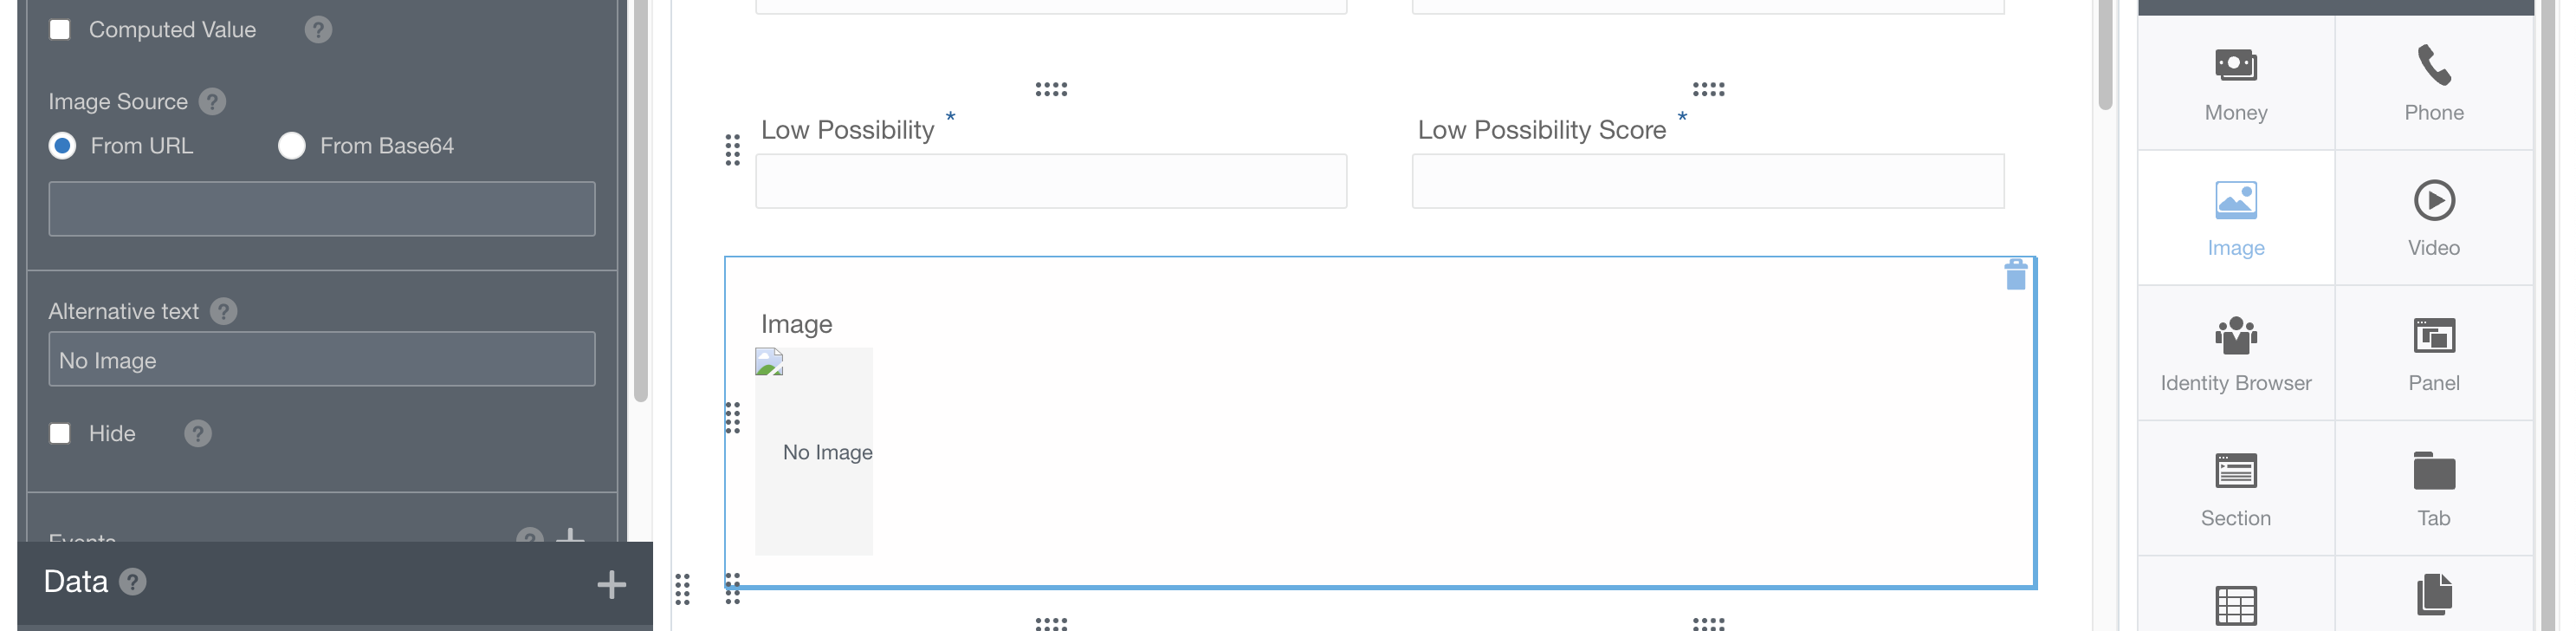 Computed Value ?
Image Source ?
From URL
From Base64
Alternative text ?
No Image
Hide ?
Events ?
Data ?
Low Possibility *
Low Possibility Score *
Image
No Image
Money
Phone
Image
Video
Identity Browser
Panel
Section
Tab